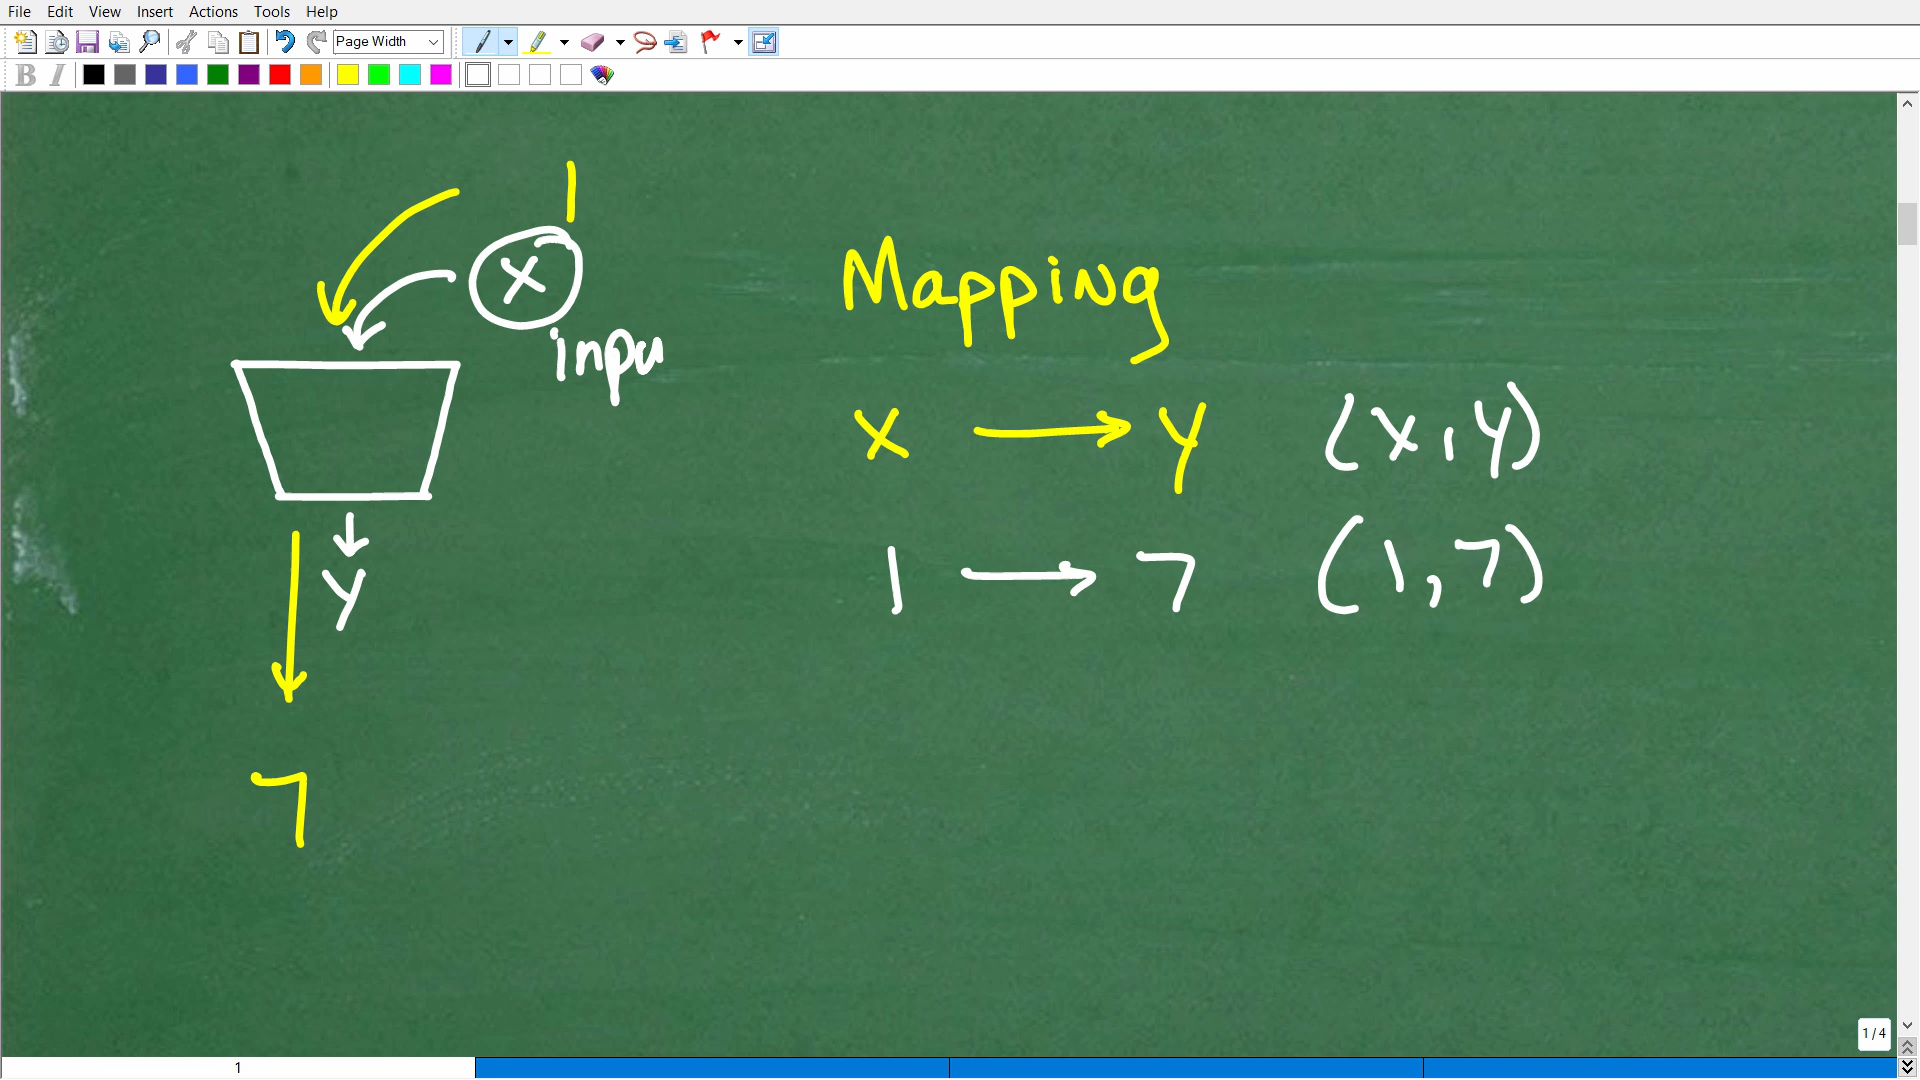 File Edit View Insert Actions Tools Help
Page Width
B I
1
X
inpu
y
7
Mapping
x → y (x,y)
1 → 7 (1,7)
1/4
1